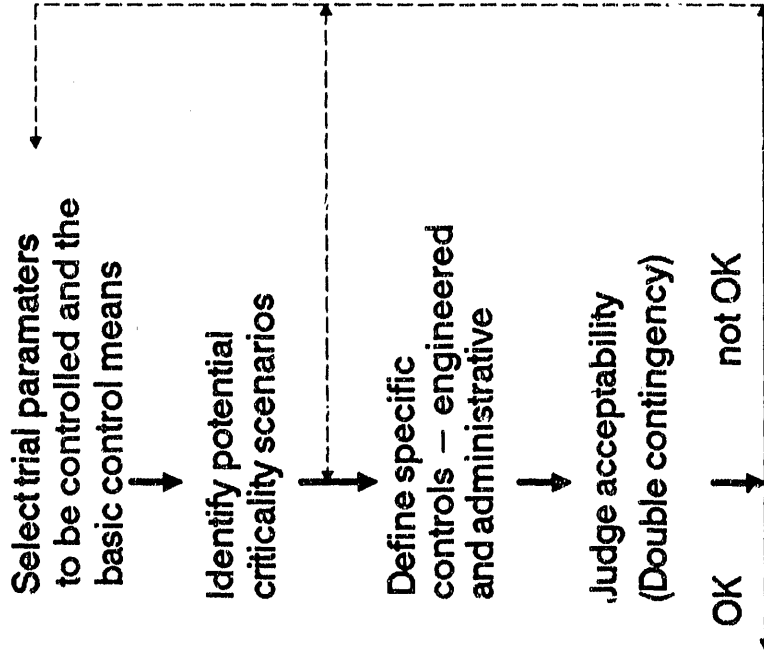 Select trial paramaters
to be controlled and the
basic control means
Identify potential
criticality scenarios
Define specific
controls – engineered
and administrative
Judge acceptability
(Double contingency)
OK not OK